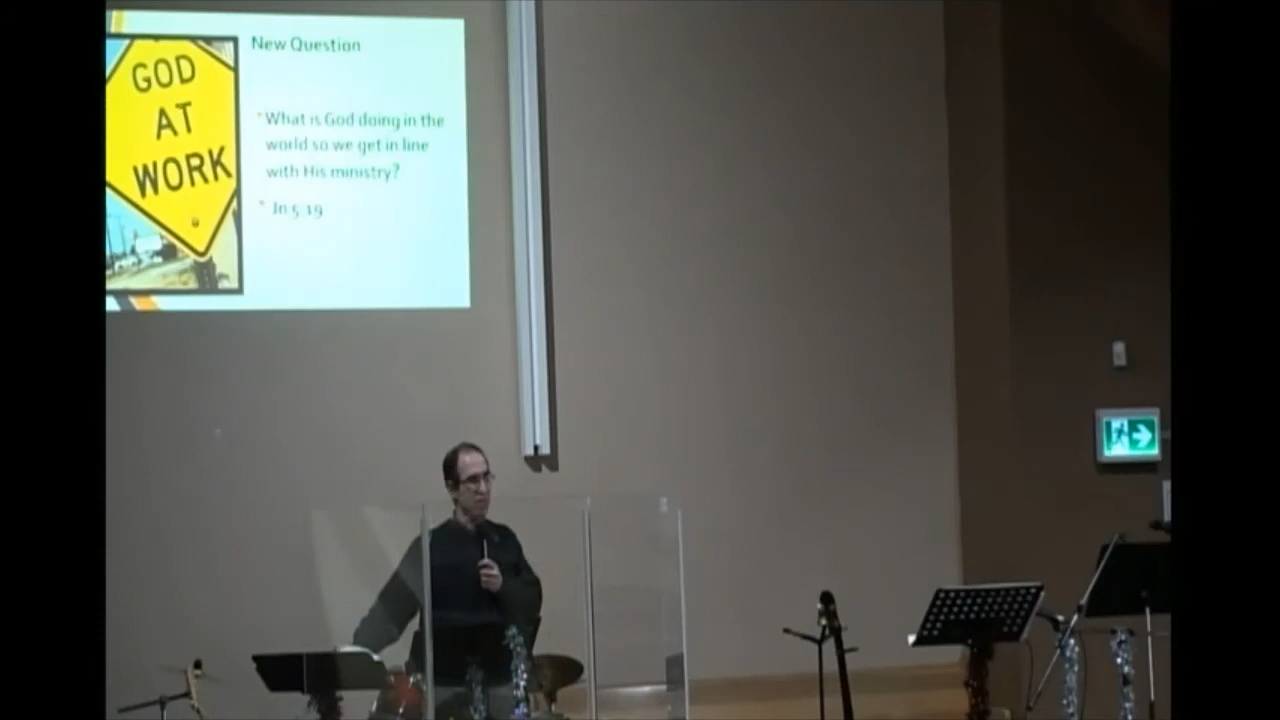 GOD
AT
WORK
New Question
What is God doing in the
world so we get in line
with His ministry?
Jn 5:19